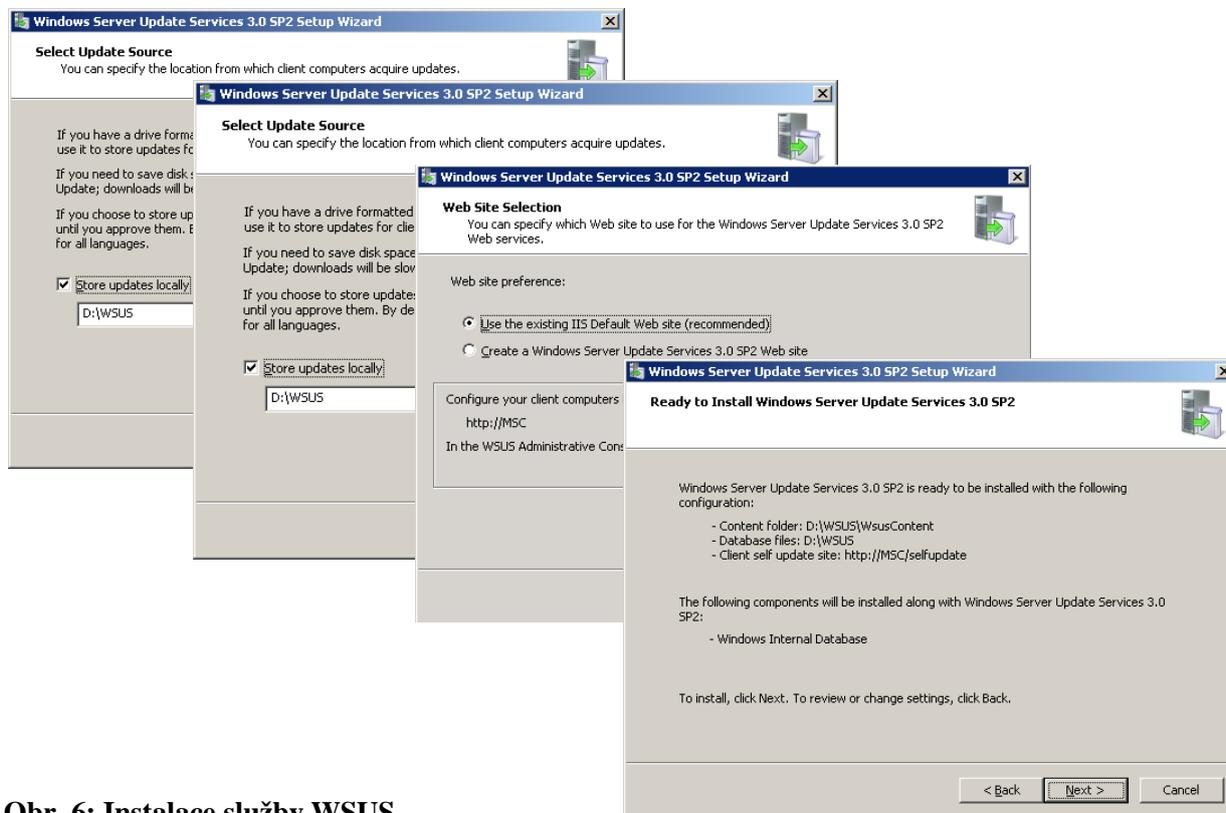 Windows Server Update Services 3.0 SP2 Setup Wizard
Select Update Source
You can specify the location from which client computers acquire updates.
If you have a drive forma
use it to store updates fo
If you need to save disk s
Update; downloads will be
If you choose to store up
until you approve them. B
for all languages.
Store updates locally
D:\WSUS
Windows Server Update Services 3.0 SP2 Setup Wizard
Select Update Source
You can specify the location from which client computers acquire updates.
If you have a drive formatted
use it to store updates for clie
If you need to save disk space
Update; downloads will be slow
If you choose to store updates
until you approve them. By de
for all languages.
Store updates locally
D:\WSUS
Windows Server Update Services 3.0 SP2 Setup Wizard
Web Site Selection
You can specify which Web site to use for the Windows Server Update Services 3.0 SP2
Web services.
Web site preference:
Use the existing IIS Default Web site (recommended)
Create a Windows Server Update Services 3.0 SP2 Web site
Configure your client computers
http://MSC
In the WSUS Administrative Cons
Windows Server Update Services 3.0 SP2 Setup Wizard
Ready to Install Windows Server Update Services 3.0 SP2
Windows Server Update Services 3.0 SP2 is ready to be installed with the following
configuration:
- Content folder: D:\WSUS\WsusContent
- Database files: D:\WSUS
- Client self update site: http://MSC/selfupdate
The following components will be installed along with Windows Server Update Services 3.0
SP2:
- Windows Internal Database
To install, click Next. To review or change settings, click Back.
< Back Next > Cancel
Obr. 6: Instalace služby WSUS